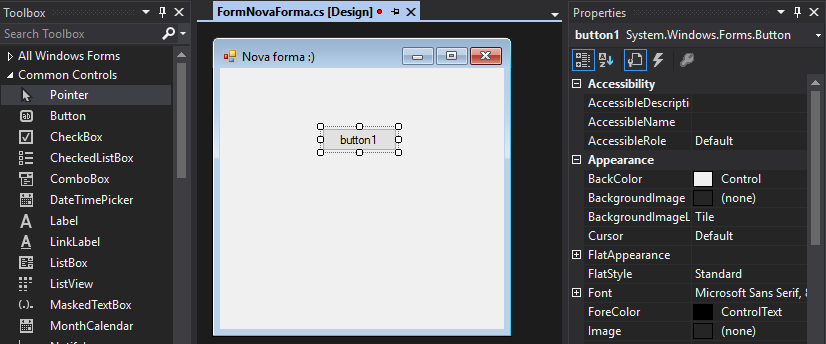 Toolbox
Search Toolbox
All Windows Forms
Common Controls
Pointer
Button
CheckBox
CheckedListBox
ComboBox
DateTimePicker
Label
LinkLabel
ListBox
ListView
MaskedTextBox
MonthCalendar
FormNovaForma.cs [Design]
Nova forma :)
button1
Properties
button1 System.Windows.Forms.Button
Accessibility
AccessibleDescripti
AccessibleName
AccessibleRole Default
Appearance
BackColor Control
BackgroundImage (none)
BackgroundImageL Tile
Cursor Default
FlatAppearance
FlatStyle Standard
Font Microsoft Sans Serif, 8
ForeColor ControlText
Image (none)